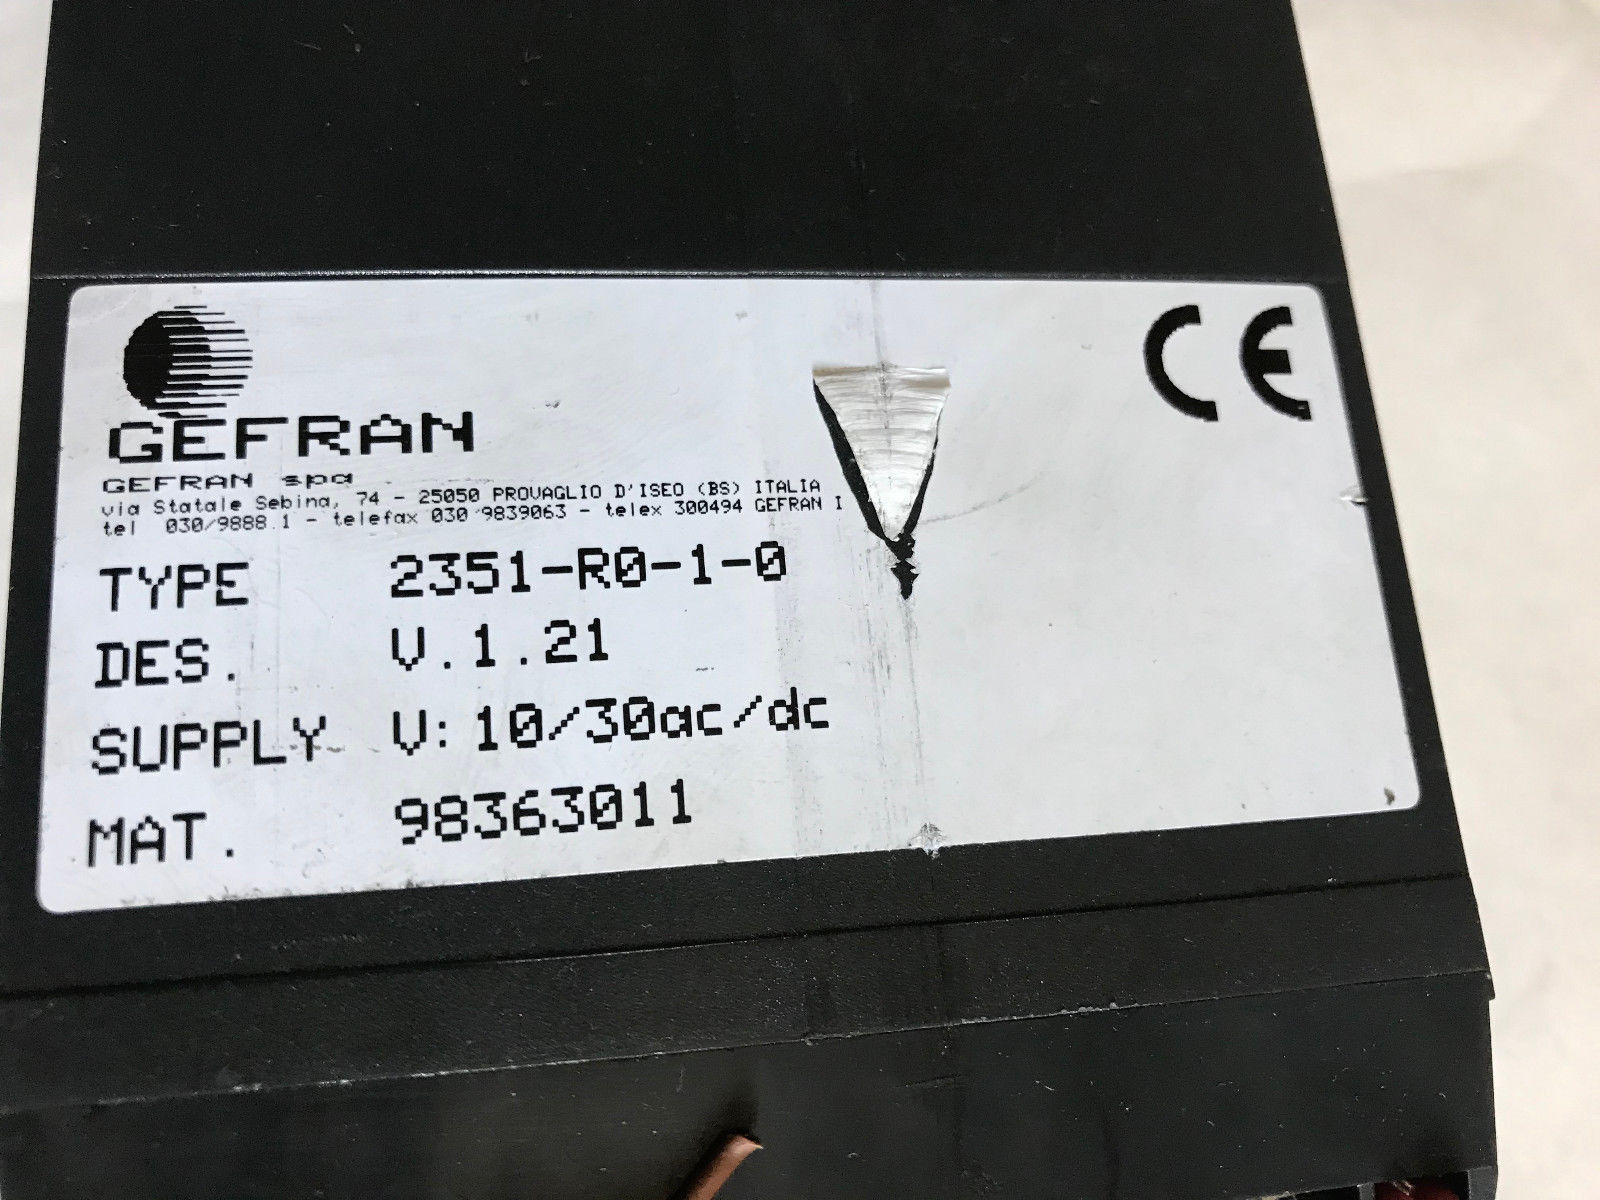 CE
GEFRAN
GEFRAN spa
via Statale Sebina, 74 - 25050 PROVAGLIO D'ISEO (BS) ITALIA
tel 030/9888.1 - telefax 030 9839063 - telex 300494 GEFRAN I
TYPE 2351-R0-1-0
DES. V.1.21
SUPPLY V: 10/30ac/dc
MAT. 98363011